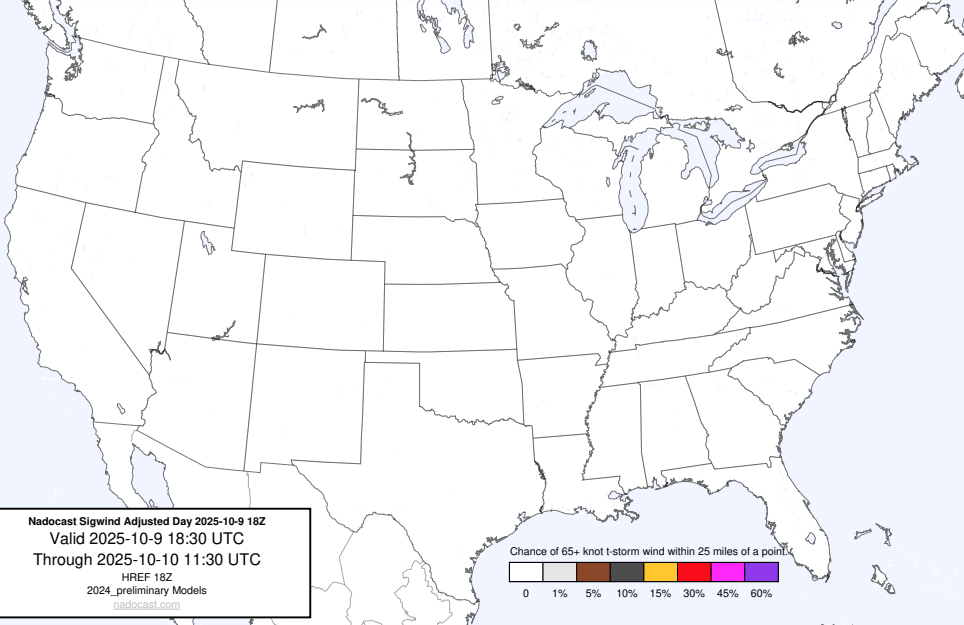 Nadocast Sigwind Adjusted Day 2025-10-9 18Z
Valid 2025-10-9 18:30 UTC
Through 2025-10-10 11:30 UTC
HREF 18Z
2024_preliminary Models
nadocast.com
Chance of 65+ knot t-storm wind within 25 miles of a point.
0 1% 5% 10% 15% 30% 45% 60%